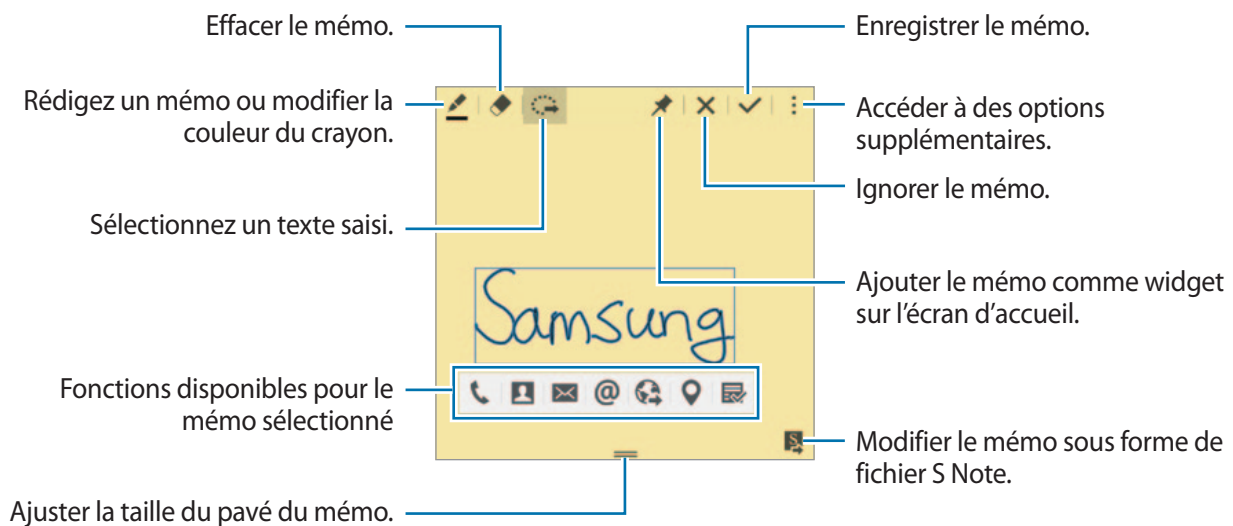 Effacer le mémo.
Enregistrer le mémo.
Rédigez un mémo ou modifier la
couleur du crayon.
Accéder à des options
supplémentaires.
Ignorer le mémo.
Sélectionnez un texte saisi.
Ajouter le mémo comme widget
sur l’écran d’accueil.
Samsung
Fonctions disponibles pour le
mémo sélectionné
Modifier le mémo sous forme de
fichier S Note.
Ajuster la taille du pavé du mémo.